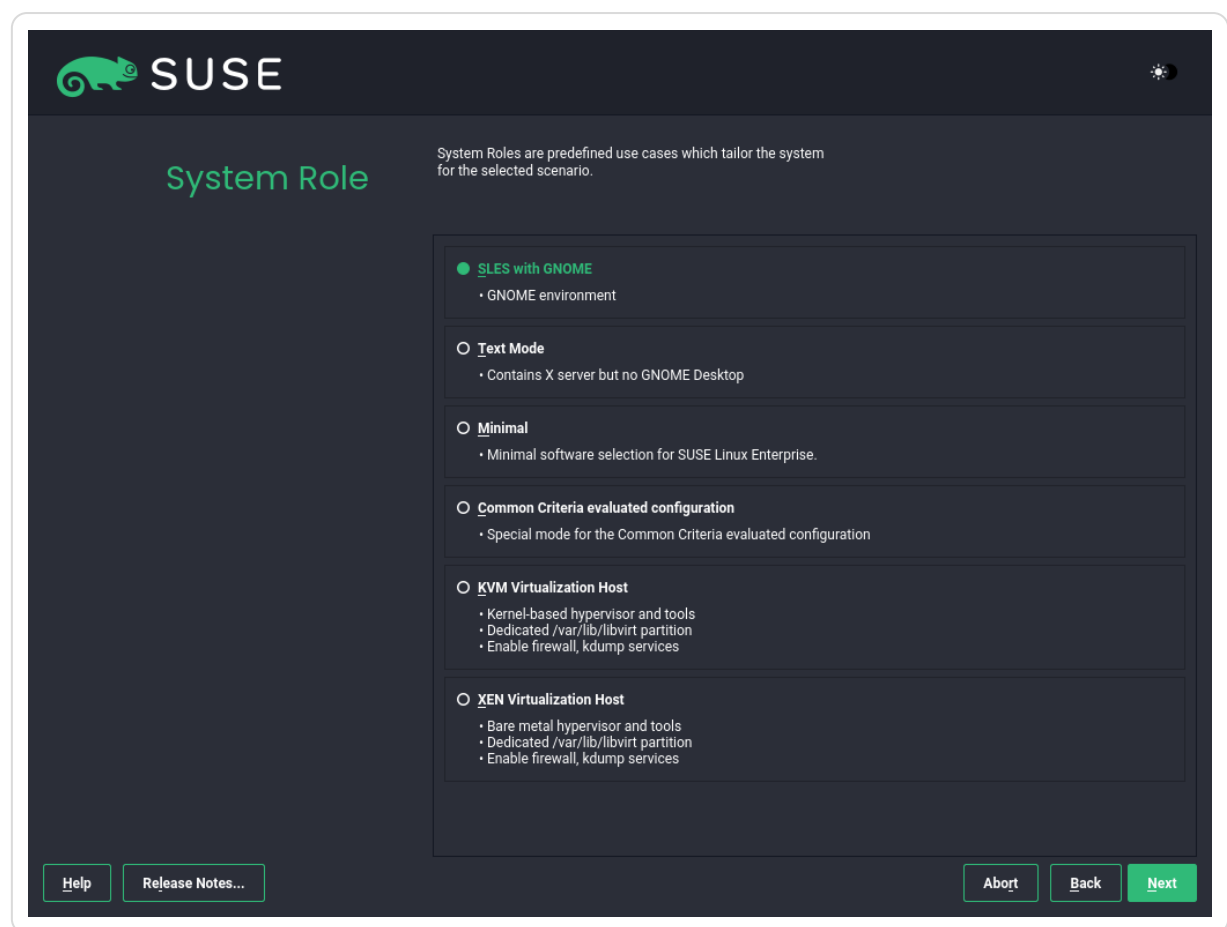 SUSE
System Role
System Roles are predefined use cases which tailor the system
for the selected scenario.
SLES with GNOME
• GNOME environment
Text Mode
• Contains X server but no GNOME Desktop
Minimal
• Minimal software selection for SUSE Linux Enterprise.
Common Criteria evaluated configuration
• Special mode for the Common Criteria evaluated configuration
KVM Virtualization Host
• Kernel-based hypervisor and tools
• Dedicated /var/lib/libvirt partition
• Enable firewall, kdump services
XEN Virtualization Host
• Bare metal hypervisor and tools
• Dedicated /var/lib/libvirt partition
• Enable firewall, kdump services
Help Release Notes... Abort Back Next